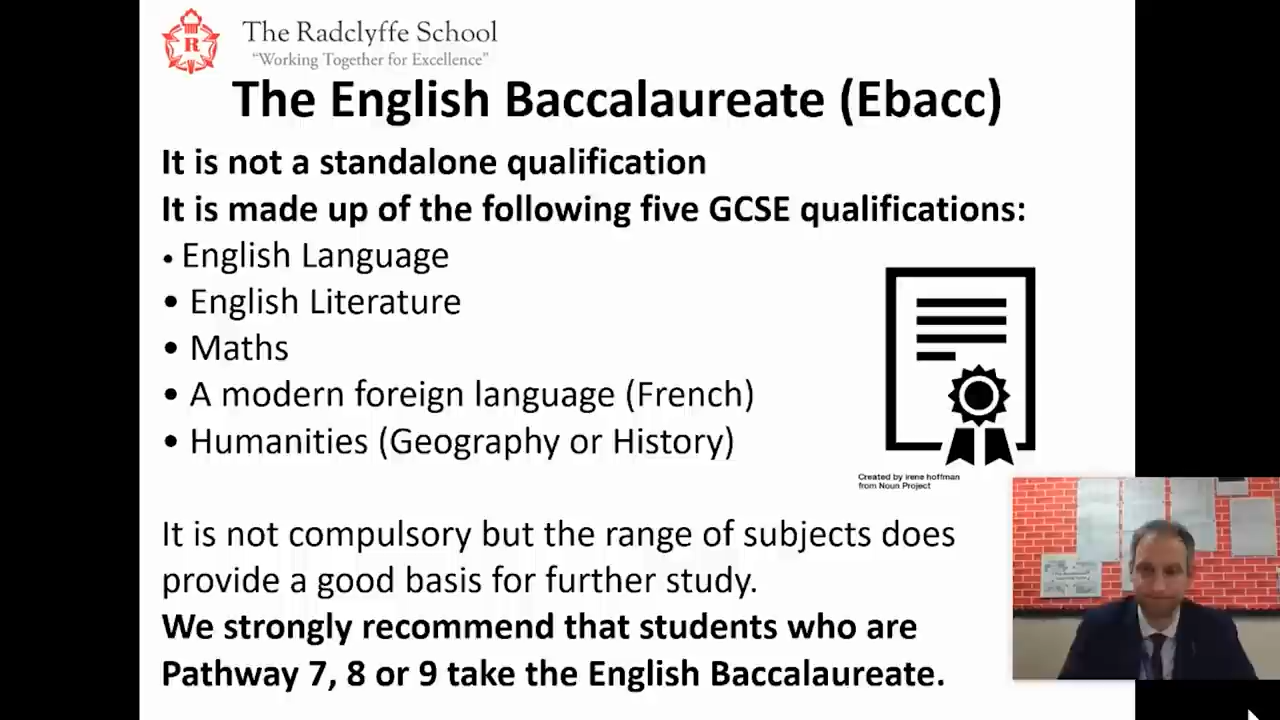 The Radclyffe School
R
"Working Together for Excellence"
The English Baccalaureate (Ebacc)
It is not a standalone qualification
It is made up of the following five GCSE qualifications:
• English Language
• English Literature
• Maths
• A modern foreign language (French)
• Humanities (Geography or History)
Created by irene hoffman
from Noun Project
It is not compulsory but the range of subjects does
provide a good basis for further study.
We strongly recommend that students who are
Pathway 7, 8 or 9 take the English Baccalaureate.